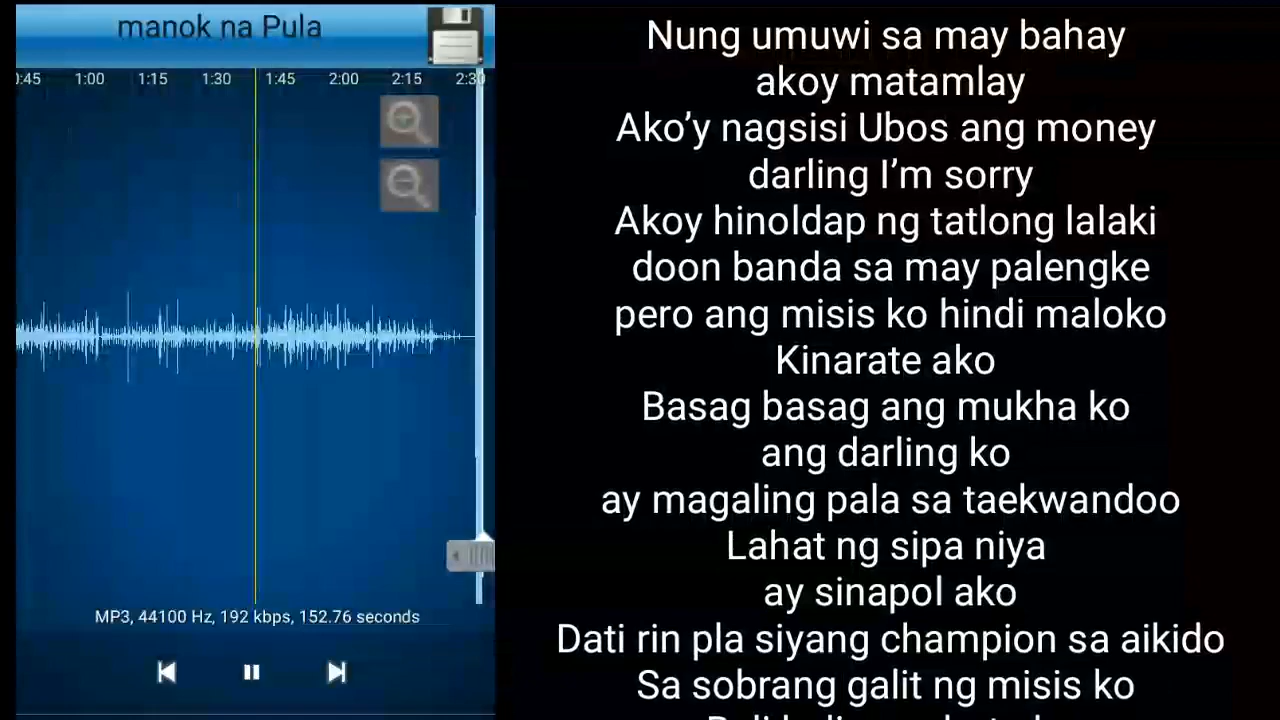 manok na Pula
0:45 1:00 1:15 1:30 1:45 2:00 2:15 2:30
MP3, 44100 Hz, 192 kbps, 152.76 seconds
Nung umuwi sa may bahay
akoy matamlay
Ako’y nagsisi Ubos ang money
darling I’m sorry
Akoy hinoldap ng tatlong lalaki
doon banda sa may palengke
pero ang misis ko hindi maloko
Kinarate ako
Basag basag ang mukha ko
ang darling ko
ay magaling pala sa taekwandoo
Lahat ng sipa niya
ay sinapol ako
Dati rin pla siyang champion sa aikido
Sa sobrang galit ng misis ko